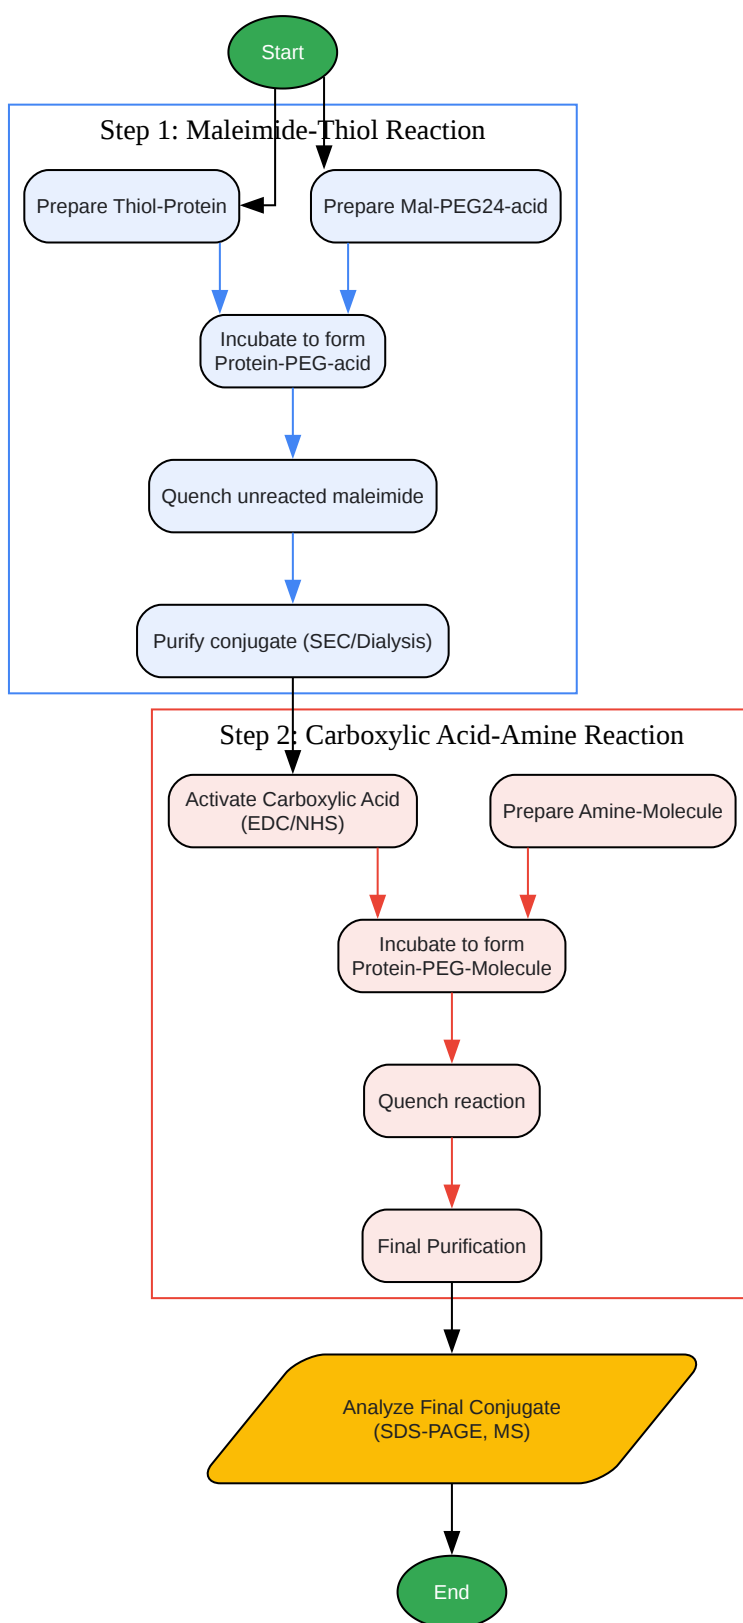 Start
Step 1: Maleimide-Thiol Reaction
Prepare Thiol-Protein
Prepare Mal-PEG24-acid
Incubate to form
Protein-PEG-acid
Quench unreacted maleimide
Purify conjugate (SEC/Dialysis)
Step 2: Carboxylic Acid-Amine Reaction
Activate Carboxylic Acid
(EDC/NHS)
Prepare Amine-Molecule
Incubate to form
Protein-PEG-Molecule
Quench reaction
Final Purification
Analyze Final Conjugate
(SDS-PAGE, MS)
End